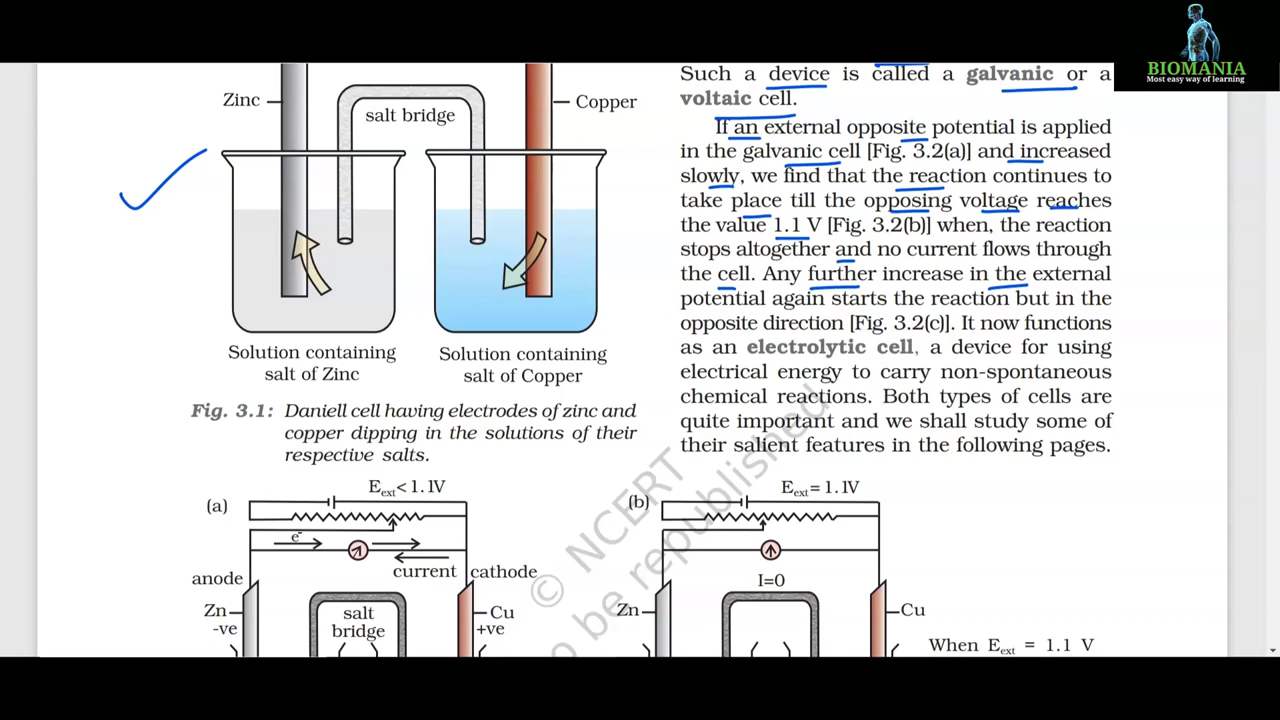 BIOMANIA
Most easy way of learning
Zinc
salt bridge
Copper
Solution containing
salt of Zinc
Solution containing
salt of Copper
Fig. 3.1: Daniell cell having electrodes of zinc and
copper dipping in the solutions of their
respective salts.
Such a device is called a galvanic or a
voltaic cell.
If an external opposite potential is applied
in the galvanic cell [Fig. 3.2(a)] and increased
slowly, we find that the reaction continues to
take place till the opposing voltage reaches
the value 1.1 V [Fig. 3.2(b)] when, the reaction
stops altogether and no current flows through
the cell. Any further increase in the external
potential again starts the reaction but in the
opposite direction [Fig. 3.2(c)]. It now functions
as an electrolytic cell, a device for using
electrical energy to carry non-spontaneous
chemical reactions. Both types of cells are
quite important and we shall study some of
their salient features in the following pages.
(a)
Eext< 1.1V
e-
current
anode
cathode
Zn
-ve
salt
bridge
Cu
+ve
(b)
Eext= 1.1V
I=0
Zn
Cu
When Eext = 1.1 V
© NCERT
o be republished